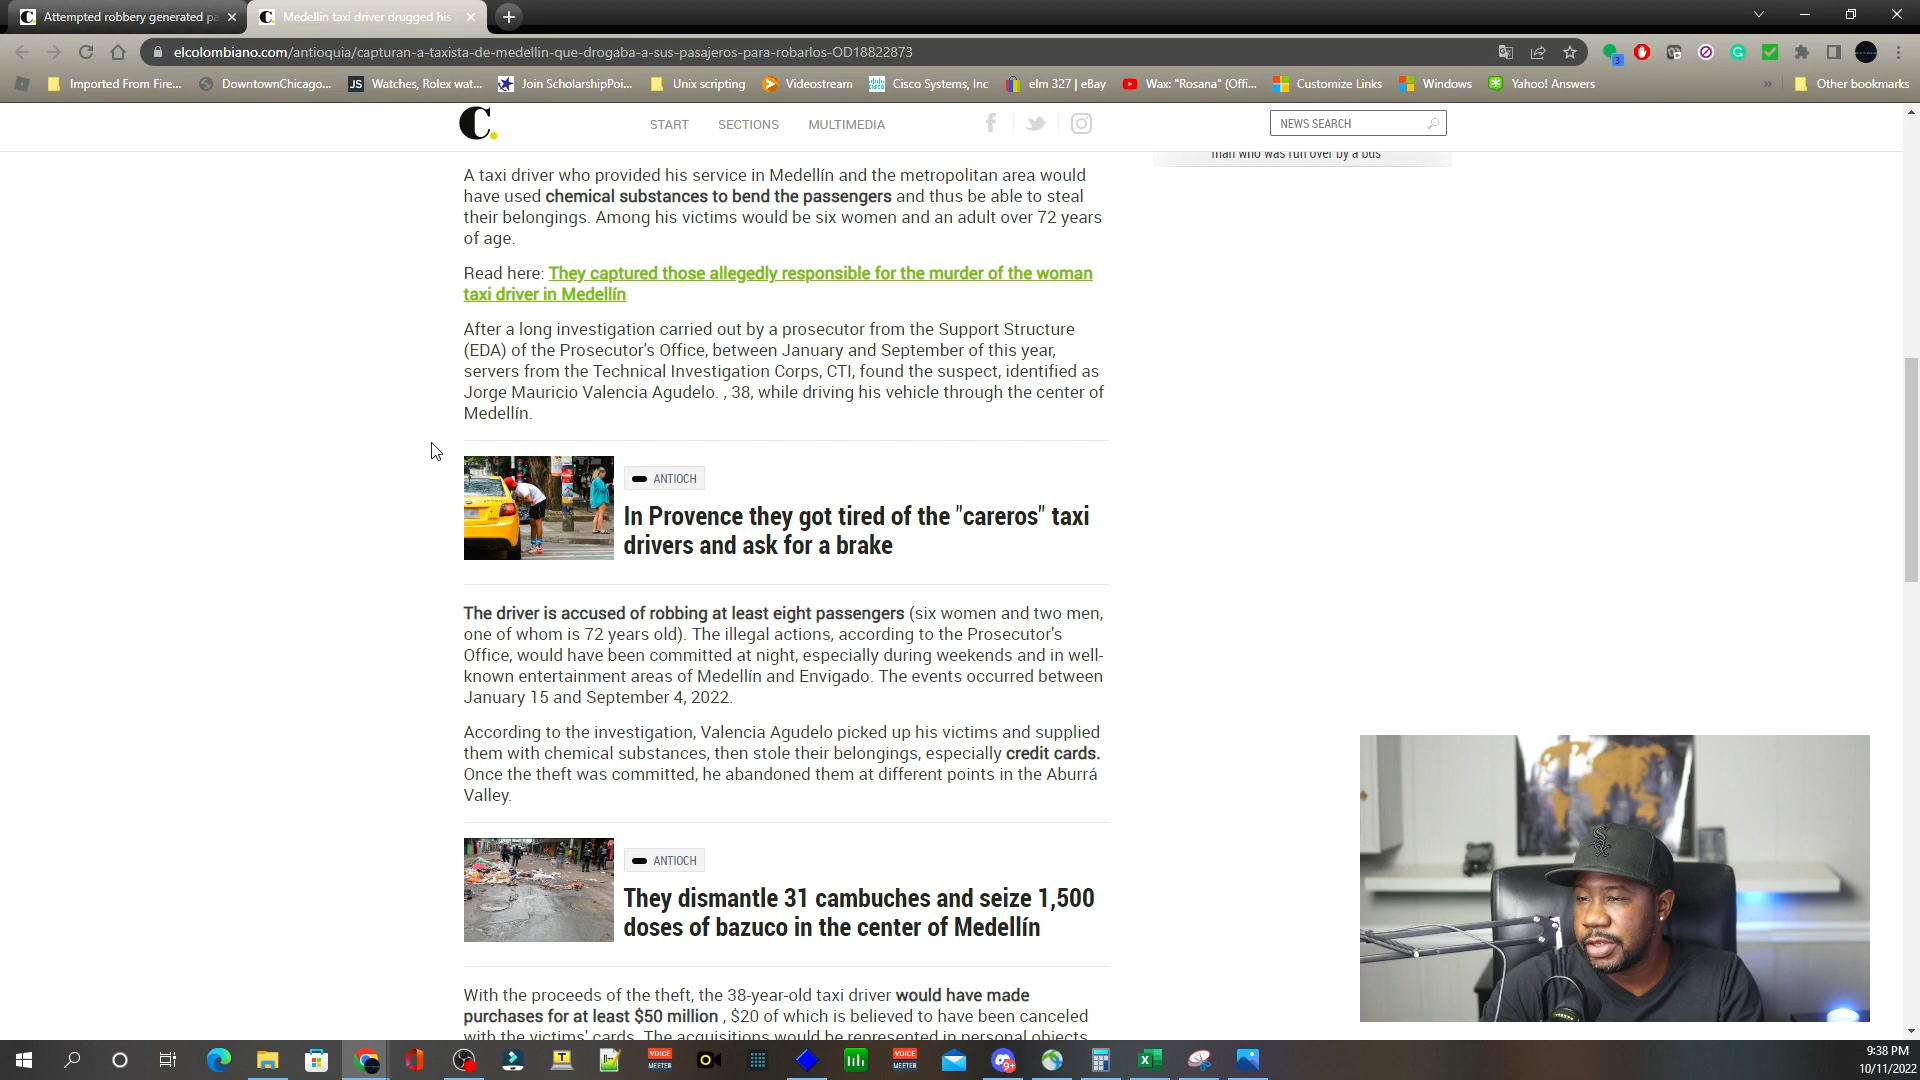 Attempted robbery generated pa
Medellin taxi driver drugged his
elcolombiano.com/antioquia/capturan-a-taxista-de-medellin-que-drogaba-a-sus-pasajeros-para-robarlos-OD18822873
3
Imported From Fire...
DowntownChicago...
JS
Watches, Rolex wat...
Join ScholarshipPoi...
Unix scripting
Videostream
Cisco Systems, Inc
elm 327 | eBay
Wax: "Rosana" (Offi...
Customize Links
Windows
Yahoo! Answers
»
Other bookmarks
C.
START
SECTIONS
MULTIMEDIA
NEWS SEARCH
man who was run over by a bus
A taxi driver who provided his service in Medellín and the metropolitan area would
have used chemical substances to bend the passengers and thus be able to steal
their belongings. Among his victims would be six women and an adult over 72 years
of age.
Read here: They captured those allegedly responsible for the murder of the woman
taxi driver in Medellín
After a long investigation carried out by a prosecutor from the Support Structure
(EDA) of the Prosecutor's Office, between January and September of this year,
servers from the Technical Investigation Corps, CTI, found the suspect, identified as
Jorge Mauricio Valencia Agudelo. , 38, while driving his vehicle through the center of
Medellín.
ANTIOCH
In Provence they got tired of the "careros" taxi
drivers and ask for a brake
The driver is accused of robbing at least eight passengers (six women and two men,
one of whom is 72 years old). The illegal actions, according to the Prosecutor's
Office, would have been committed at night, especially during weekends and in well-
known entertainment areas of Medellín and Envigado. The events occurred between
January 15 and September 4, 2022.
According to the investigation, Valencia Agudelo picked up his victims and supplied
them with chemical substances, then stole their belongings, especially credit cards.
Once the theft was committed, he abandoned them at different points in the Aburrá
Valley.
ANTIOCH
They dismantle 31 cambuches and seize 1,500
doses of bazuco in the center of Medellín
With the proceeds of the theft, the 38-year-old taxi driver would have made
purchases for at least $50 million , $20 of which is believed to have been canceled
with the victims' cards. The acquisitions would be represented in personal objects
VOICE
MEETER
VOICE
MEETER
9+
9:38 PM
10/11/2022